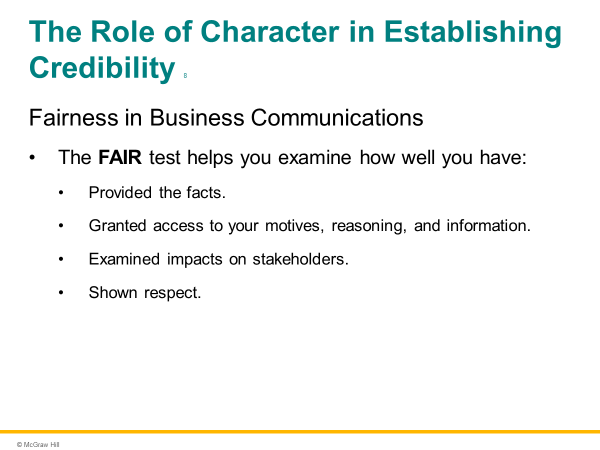 The Role of Character in Establishing
Credibility 8
Fairness in Business Communications
• The FAIR test helps you examine how well you have:
• Provided the facts.
• Granted access to your motives, reasoning, and information.
• Examined impacts on stakeholders.
• Shown respect.
© McGraw Hill